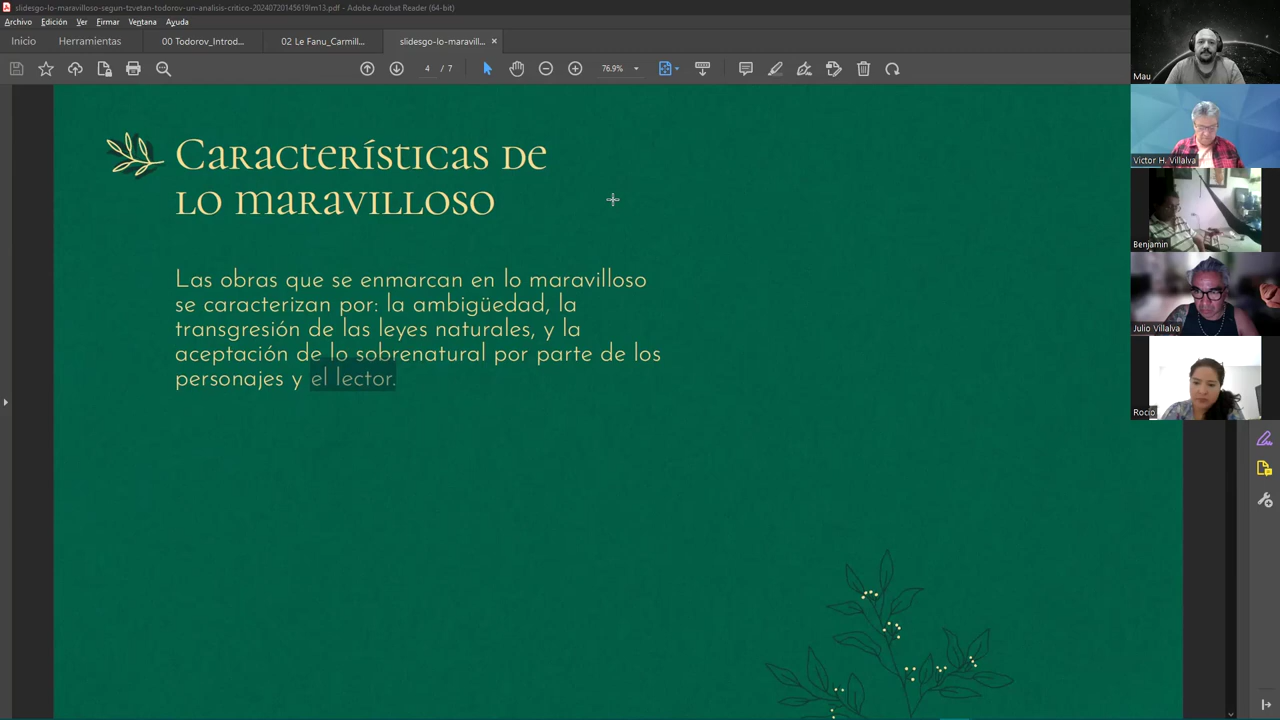 slidesgo-lo-maravilloso-segun-tzvetan-todorov-un-analisis-critico-20240720145619lm13.pdf - Adobe Acrobat Reader (64-bit)
Archivo Edición Ver Firmar Ventana Ayuda
Inicio Herramientas 00 Todorov_Introd... 02 Le Fanu_Carmill... slidesgo-lo-maravill... ×
4 / 7 76.9%
Características de
lo maravilloso
Las obras que se enmarcan en lo maravilloso
se caracterizan por: la ambigüedad, la
transgresión de las leyes naturales, y la
aceptación de lo sobrenatural por parte de los
personajes y el lector.
Mau
Victor H. Villalva
Benjamin
Julio Villalva
Rocio